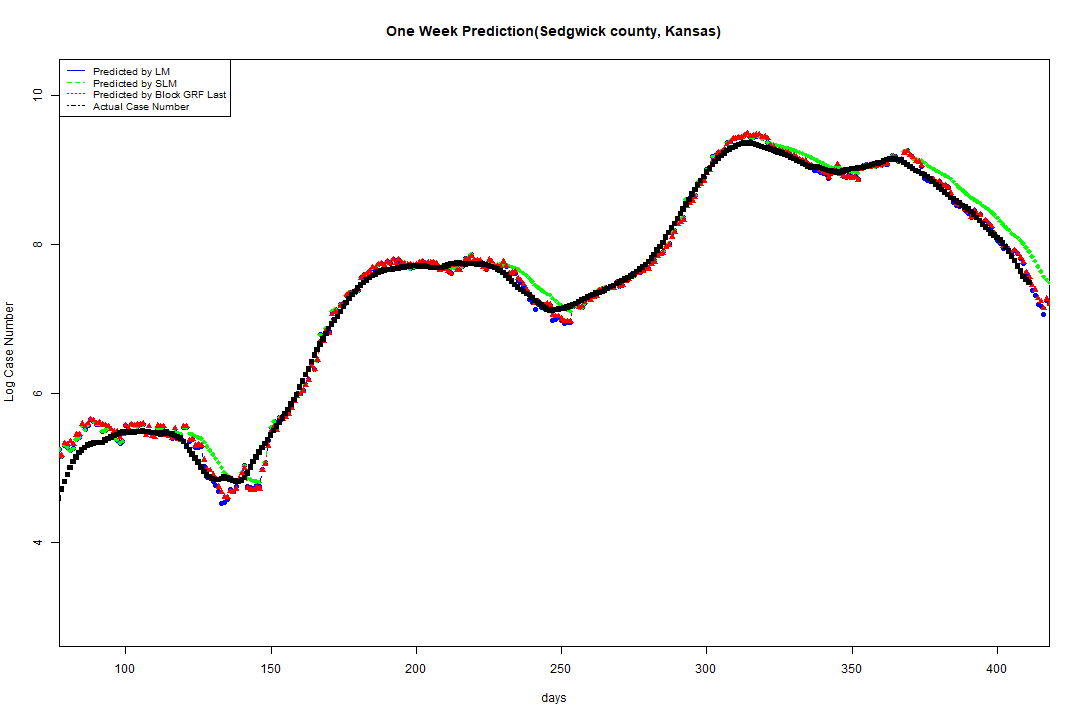 One Week Prediction(Sedgwick county, Kansas)
Predicted by LM
Predicted by SLM
Predicted by Block GRF Last
Actual Case Number
10
8
6
4
Log Case Number
100 150 200 250 300 350 400
days